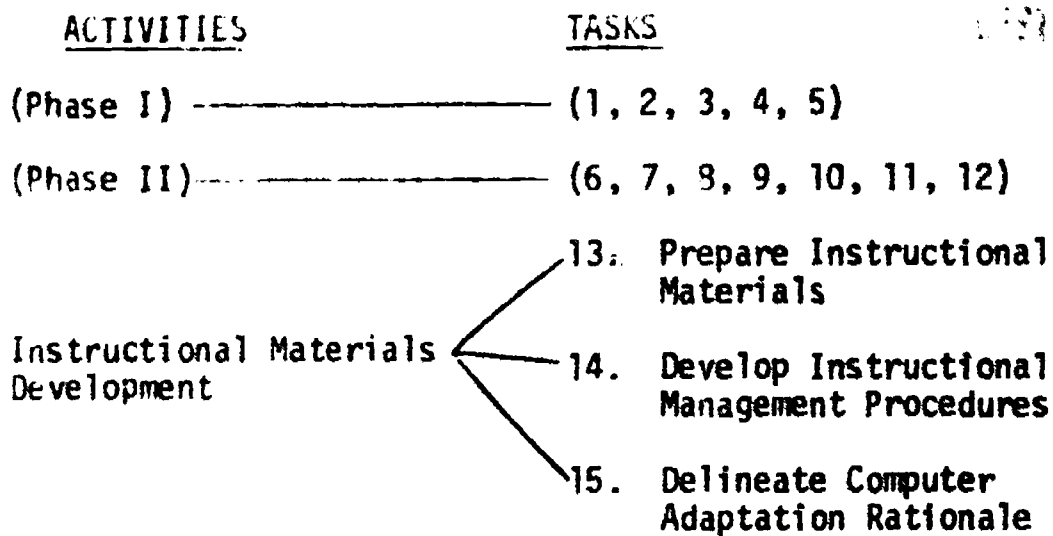 ACTIVITIES TASKS
(Phase I) (1, 2, 3, 4, 5)
(Phase II) (6, 7, 8, 9, 10, 11, 12)
13. Prepare Instructional
Materials
Instructional Materials
Development
14. Develop Instructional
Management Procedures
15. Delineate Computer
Adaptation Rationale